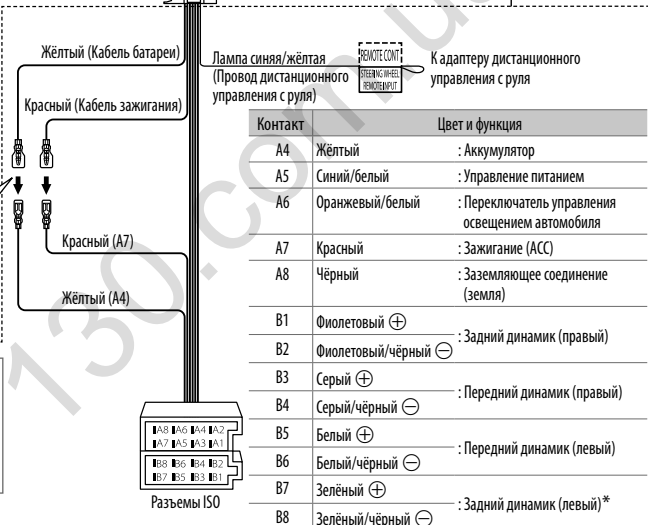 Жёлтый (Кабель батареи)
Красный (Кабель зажигания)
Лампа синяя/жёлтая
(Провод дистанционного
управления с руля)
REMOTE CONT
STEERING WHEEL
REMOTE INPUT
К адаптеру дистанционного
управления с руля
Красный (A7)
Жёлтый (A4)
A8 A6 A4 A2
A7 A5 A3 A1
B8 B6 B4 B2
B7 B5 B3 B1
Разъемы ISO
Контакт Цвет и функция
A4 Жёлтый : Аккумулятор
A5 Синий/белый : Управление питанием
A6 Оранжевый/белый : Переключатель управления
освещением автомобиля
A7 Красный : Зажигание (ACC)
A8 Чёрный : Заземляющее соединение
(земля)
B1 Фиолетовый ⊕
: Задний динамик (правый)
B2 Фиолетовый/чёрный ⊖
B3 Серый ⊕
: Передний динамик (правый)
B4 Серый/чёрный ⊖
B5 Белый ⊕
: Передний динамик (левый)
B6 Белый/чёрный ⊖
B7 Зелёный ⊕
: Задний динамик (левый)*
B8 Зелёный/чёрный ⊖
130.com.u